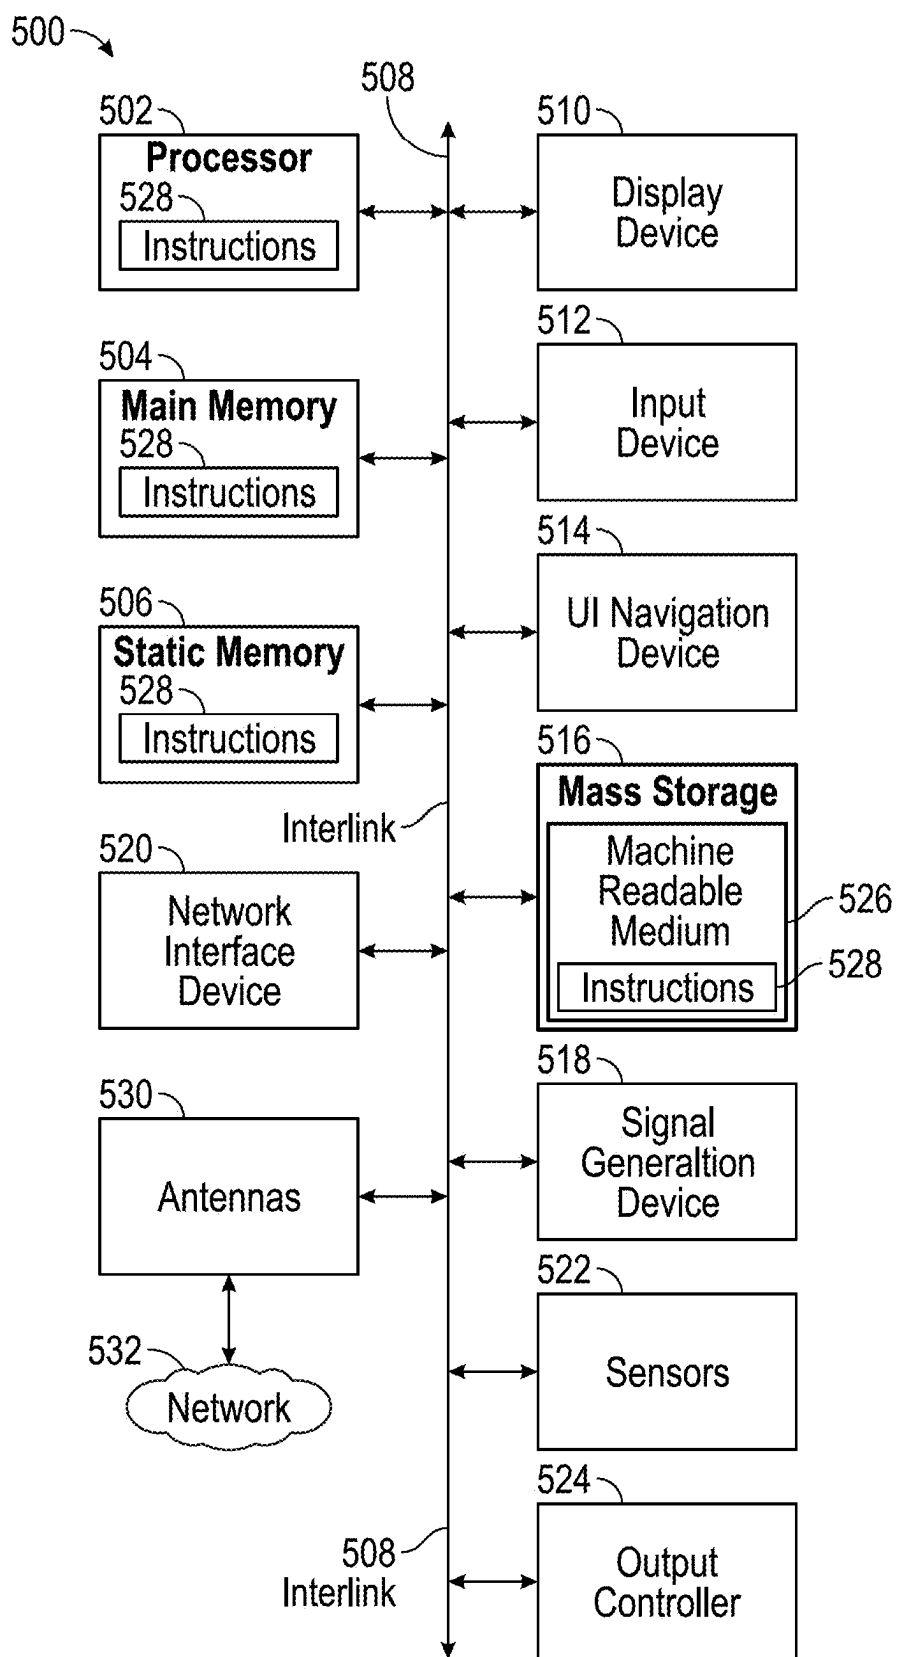 500
508
502
Processor
528
Instructions
510
Display
Device
504
Main Memory
528
Instructions
512
Input
Device
506
Static Memory
528
Instructions
514
UI Navigation
Device
Interlink
516
Mass Storage
Machine
Readable
Medium
526
Instructions
528
520
Network
Interface
Device
518
Signal
Generaltion
Device
530
Antennas
522
Sensors
532
Network
508
Interlink
524
Output
Controller